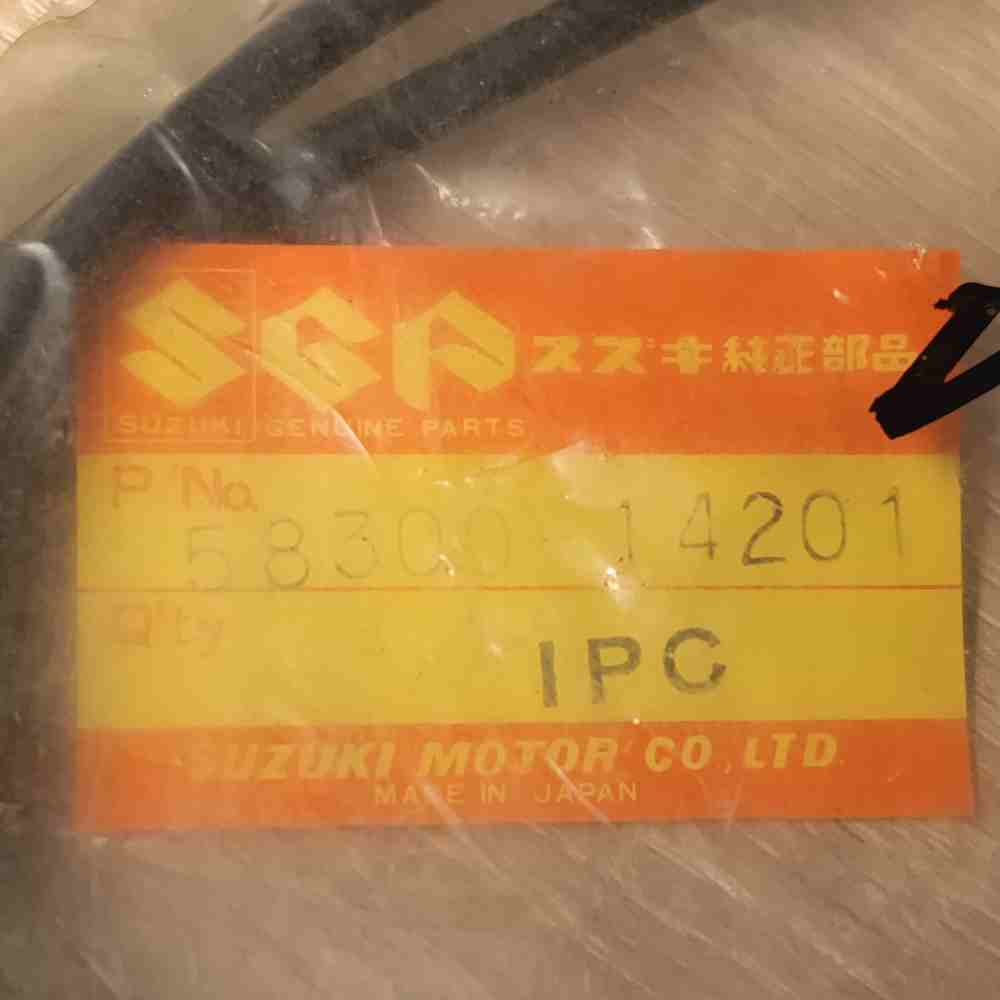 SGP スズキ純正部品
SUZUKI GENUINE PARTS
P No.
58300-14201
Q'ty
1PC
SUZUKI MOTOR CO.,LTD.
MADE IN JAPAN